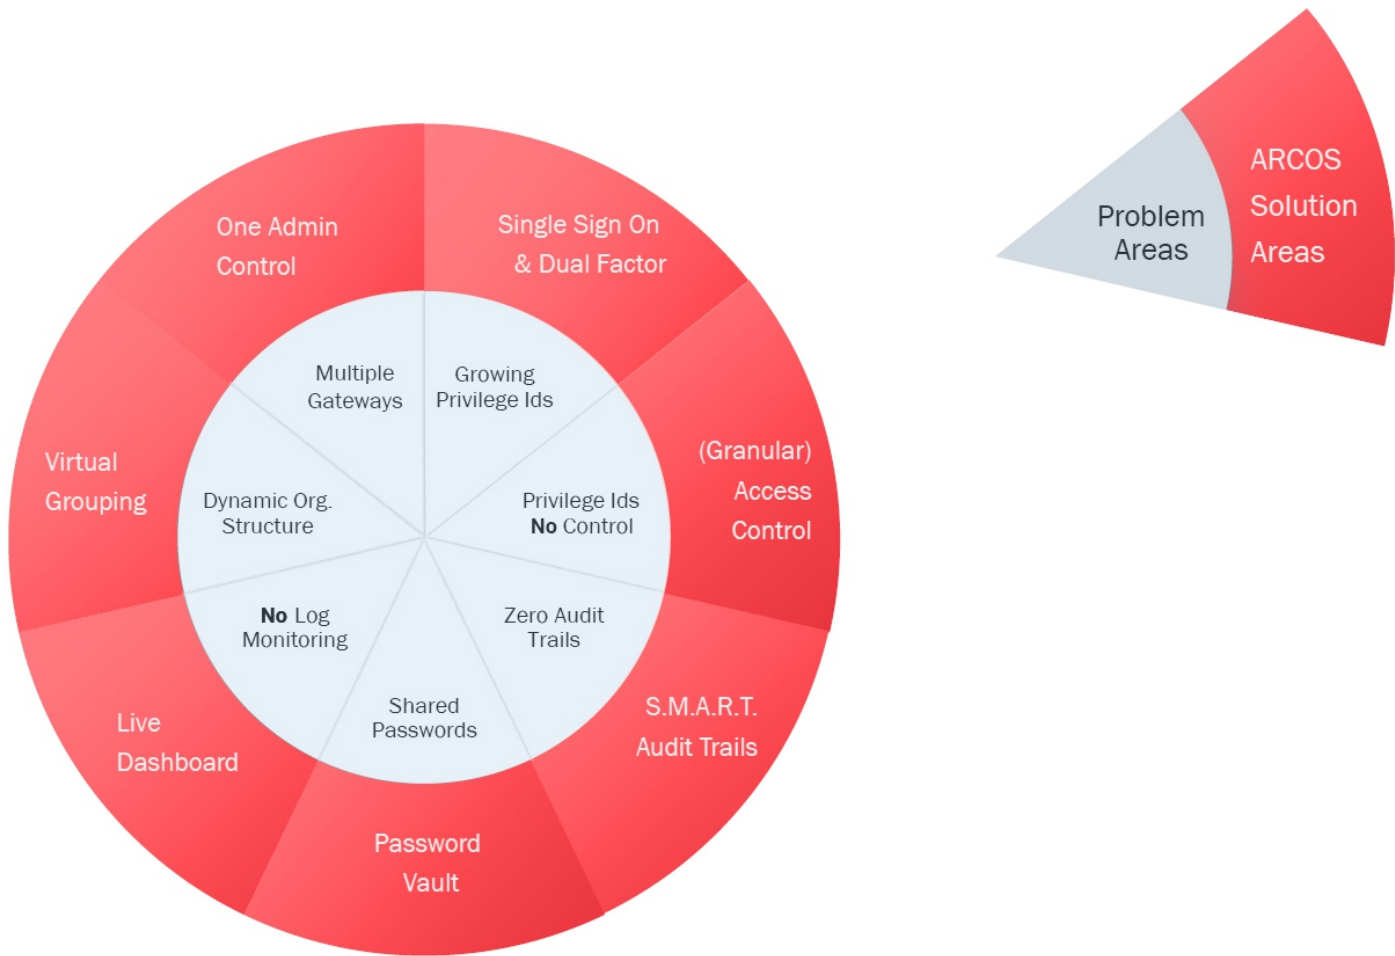 ARCOS
Solution
Areas
Problem
Areas
One Admin
Control
Single Sign On
& Dual Factor
Multiple
Gateways
Growing
Privilege Ids
(Granular)
Access
Control
Virtual
Grouping
Dynamic Org.
Structure
Privilege Ids
No Control
No Log
Monitoring
Zero Audit
Trails
Shared
Passwords
S.M.A.R.T.
Audit Trails
Live
Dashboard
Password
Vault